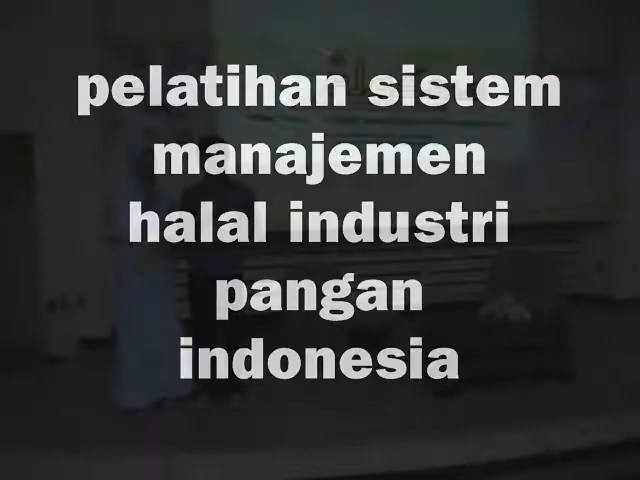 pelatihan sistem
manajemen
halal industri
pangan
indonesia